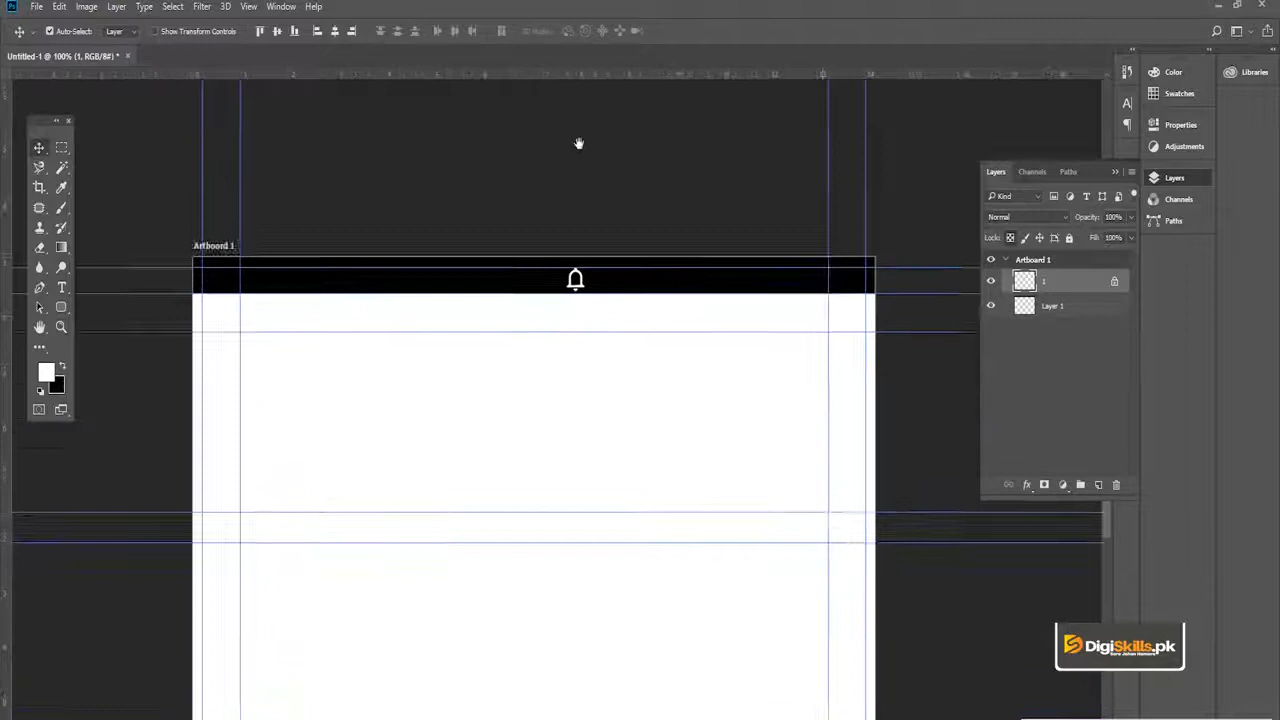 Ps File Edit Image Layer Type Select Filter 3D View Window Help
Auto-Select: Layer Show Transform Controls
Untitled-1 @ 100% (1, RGB/8#) *
Color
Libraries
Swatches
Properties
Adjustments
Layers
Channels
Paths
Layers Channels Paths
Kind
Normal Opacity: 100%
Fill: 100%
Artboard 1
1
Layer 1
Artboard 1
DigiSkills.pk